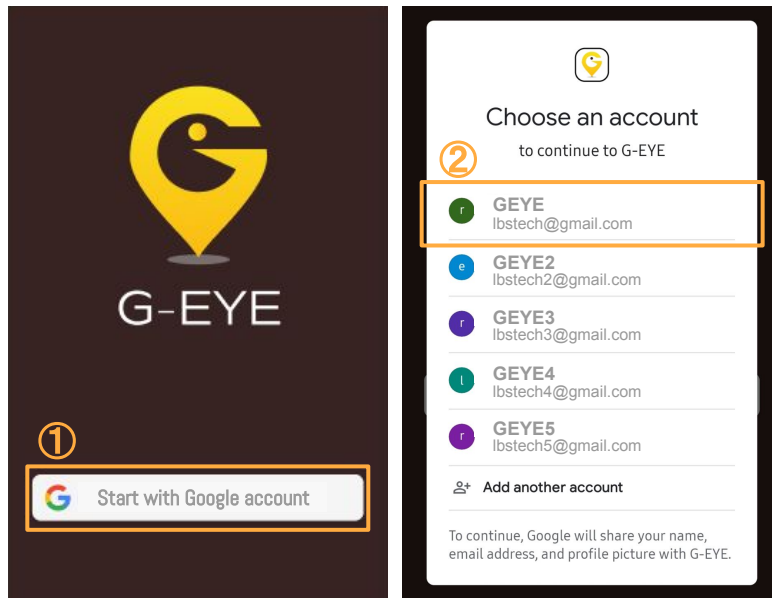 G-EYE
①
Start with Google account
Choose an account
to continue to G-EYE
②
r
GEYE
lbstech@gmail.com
e
GEYE2
lbstech2@gmail.com
r
GEYE3
lbstech3@gmail.com
l
GEYE4
lbstech4@gmail.com
r
GEYE5
lbstech5@gmail.com
Add another account
To continue, Google will share your name,
email address, and profile picture with G-EYE.